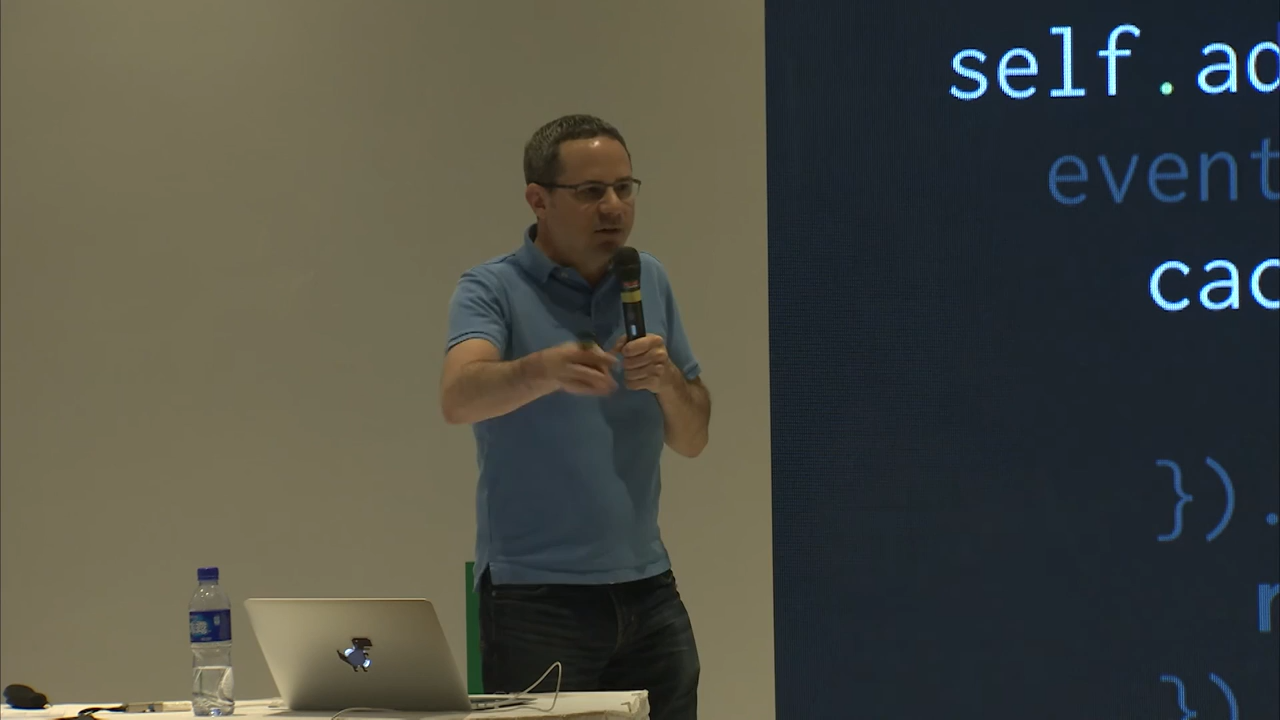 self.ad
event
cac
}).
r
})